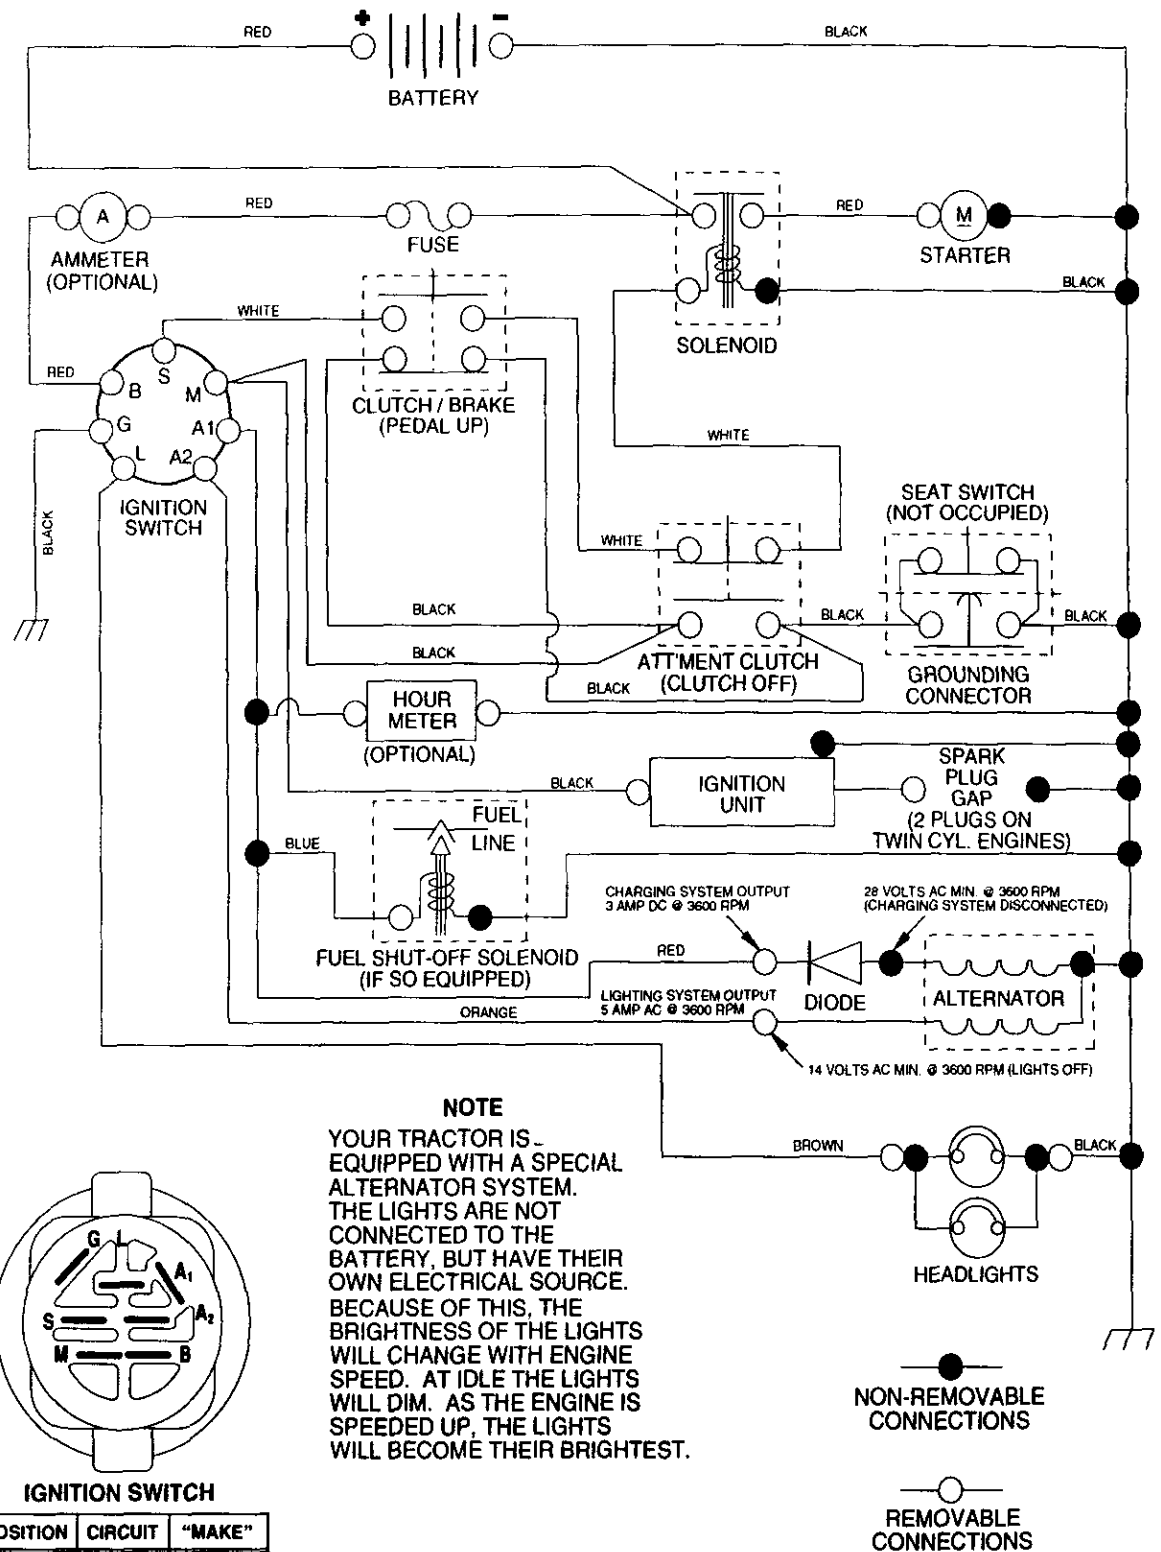 + -
RED
BLACK
BATTERY
A
RED
FUSE
RED
M
STARTER
AMMETER
(OPTIONAL)
BLACK
WHITE
SOLENOID
RED
S
B
M
G
A1
L
A2
CLUTCH / BRAKE
(PEDAL UP)
WHITE
IGNITION
SWITCH
BLACK
SEAT SWITCH
(NOT OCCUPIED)
WHITE
BLACK
BLACK
BLACK
BLACK
ATT'MENT CLUTCH
(CLUTCH OFF)
GROUNDING
CONNECTOR
BLACK
HOUR
METER
(OPTIONAL)
BLACK
IGNITION
UNIT
SPARK
PLUG
GAP
(2 PLUGS ON
TWIN CYL. ENGINES)
FUEL
LINE
BLUE
CHARGING SYSTEM OUTPUT
3 AMP DC @ 3600 RPM
28 VOLTS AC MIN. @ 3600 RPM
(CHARGING SYSTEM DISCONNECTED)
FUEL SHUT-OFF SOLENOID
(IF SO EQUIPPED)
RED
DIODE
ALTERNATOR
LIGHTING SYSTEM OUTPUT
5 AMP AC @ 3600 RPM
ORANGE
14 VOLTS AC MIN. @ 3600 RPM (LIGHTS OFF)
BROWN
BLACK
HEADLIGHTS
NOTE
YOUR TRACTOR IS
EQUIPPED WITH A SPECIAL
ALTERNATOR SYSTEM.
THE LIGHTS ARE NOT
CONNECTED TO THE
BATTERY, BUT HAVE THEIR
OWN ELECTRICAL SOURCE.
BECAUSE OF THIS, THE
BRIGHTNESS OF THE LIGHTS
WILL CHANGE WITH ENGINE
SPEED. AT IDLE THE LIGHTS
WILL DIM. AS THE ENGINE IS
SPEEDED UP, THE LIGHTS
WILL BECOME THEIR BRIGHTEST.
G L
A1
S A2
M B
IGNITION SWITCH
OSITION CIRCUIT "MAKE"
NON-REMOVABLE
CONNECTIONS
REMOVABLE
CONNECTIONS